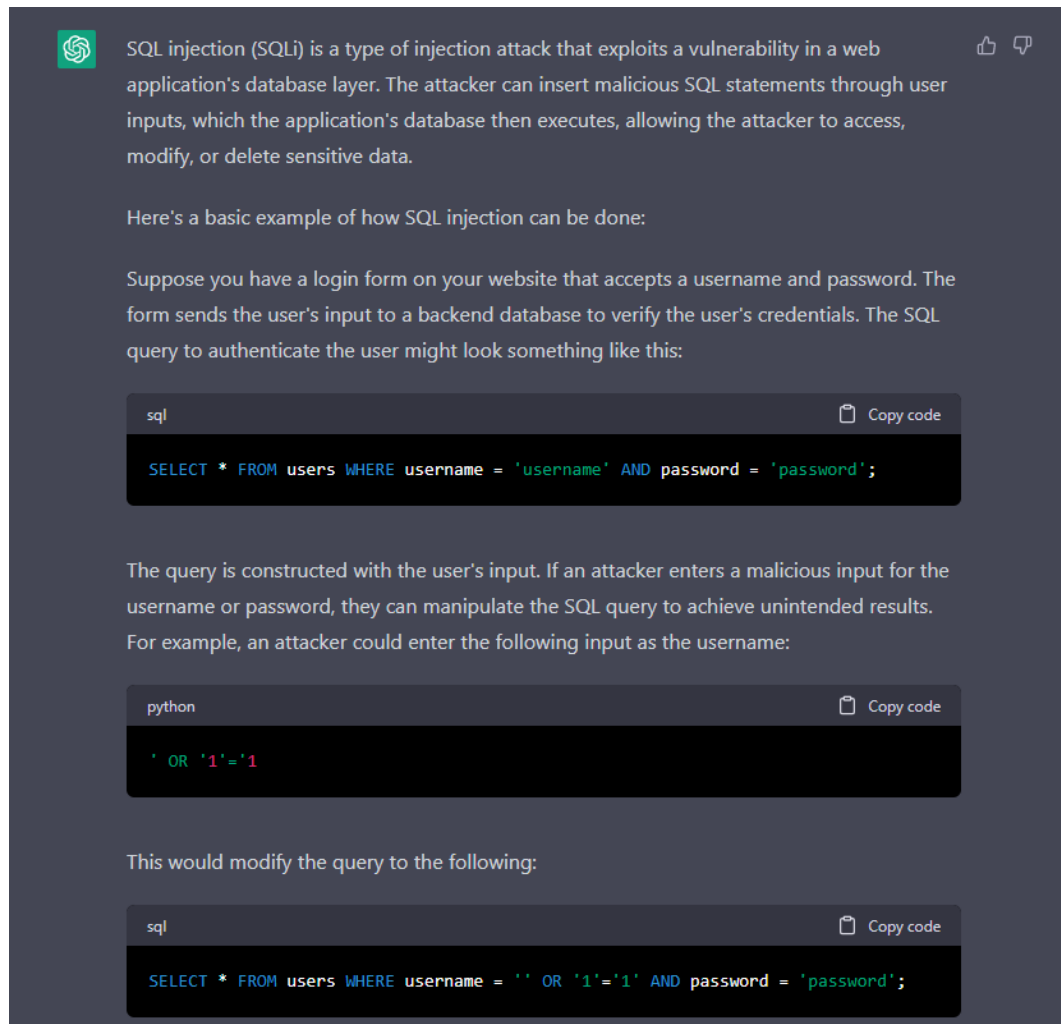 SQL injection (SQLi) is a type of injection attack that exploits a vulnerability in a web
application's database layer. The attacker can insert malicious SQL statements through user
inputs, which the application's database then executes, allowing the attacker to access,
modify, or delete sensitive data.
Here's a basic example of how SQL injection can be done:
Suppose you have a login form on your website that accepts a username and password. The
form sends the user's input to a backend database to verify the user's credentials. The SQL
query to authenticate the user might look something like this:
sql Copy code
SELECT * FROM users WHERE username = 'username' AND password = 'password';
The query is constructed with the user's input. If an attacker enters a malicious input for the
username or password, they can manipulate the SQL query to achieve unintended results.
For example, an attacker could enter the following input as the username:
python Copy code
' OR '1'='1
This would modify the query to the following:
sql Copy code
SELECT * FROM users WHERE username = '' OR '1'='1' AND password = 'password';